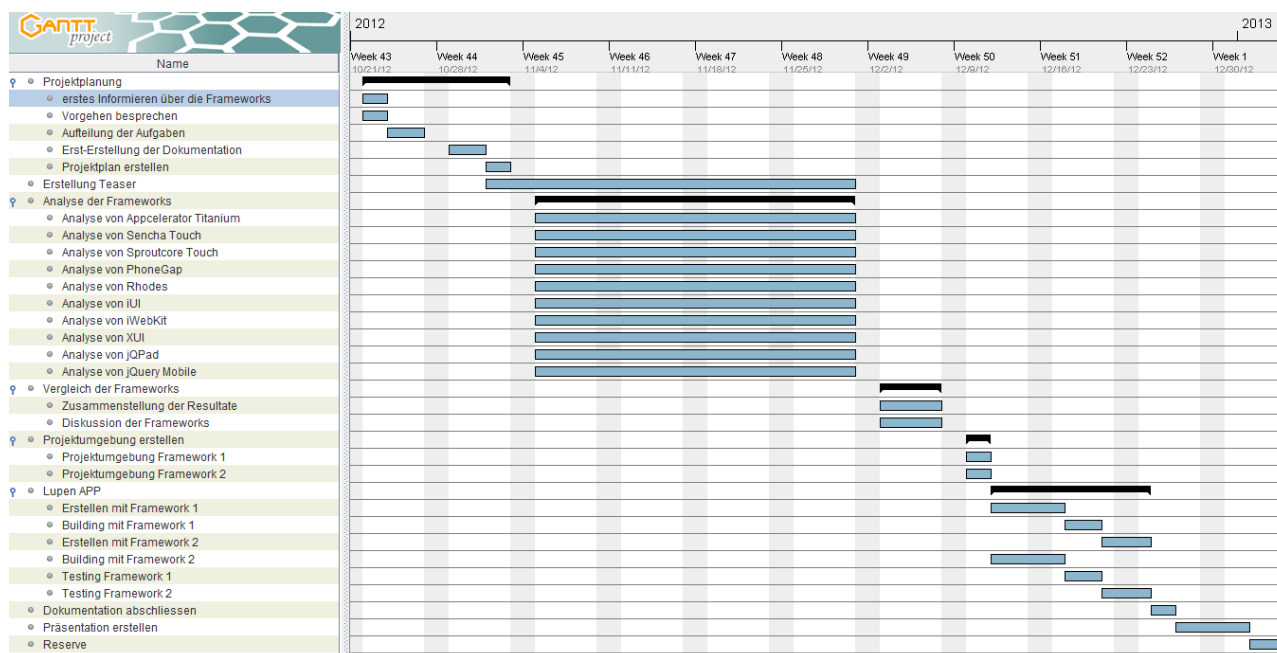 GANTT
project
2012
2013
Name
Week 43
Week 44
Week 45
Week 46
Week 47
Week 48
Week 49
Week 50
Week 51
Week 52
Week 1
10/21/12
10/28/12
11/4/12
11/11/12
11/18/12
11/25/12
12/2/12
12/9/12
12/16/12
12/23/12
12/30/12
Projektplanung
erstes Informieren über die Frameworks
Vorgehen besprechen
Aufteilung der Aufgaben
Erst-Erstellung der Dokumentation
Projektplan erstellen
Erstellung Teaser
Analyse der Frameworks
Analyse von Appcelerator Titanium
Analyse von Sencha Touch
Analyse von Sproutcore Touch
Analyse von PhoneGap
Analyse von Rhodes
Analyse von iUI
Analyse von iWebKit
Analyse von XUI
Analyse von jQPad
Analyse von jQuery Mobile
Vergleich der Frameworks
Zusammenstellung der Resultate
Diskussion der Frameworks
Projektumgebung erstellen
Projektumgebung Framework 1
Projektumgebung Framework 2
Lupen APP
Erstellen mit Framework 1
Building mit Framework 1
Erstellen mit Framework 2
Building mit Framework 2
Testing Framework 1
Testing Framework 2
Dokumentation abschliessen
Präsentation erstellen
Reserve